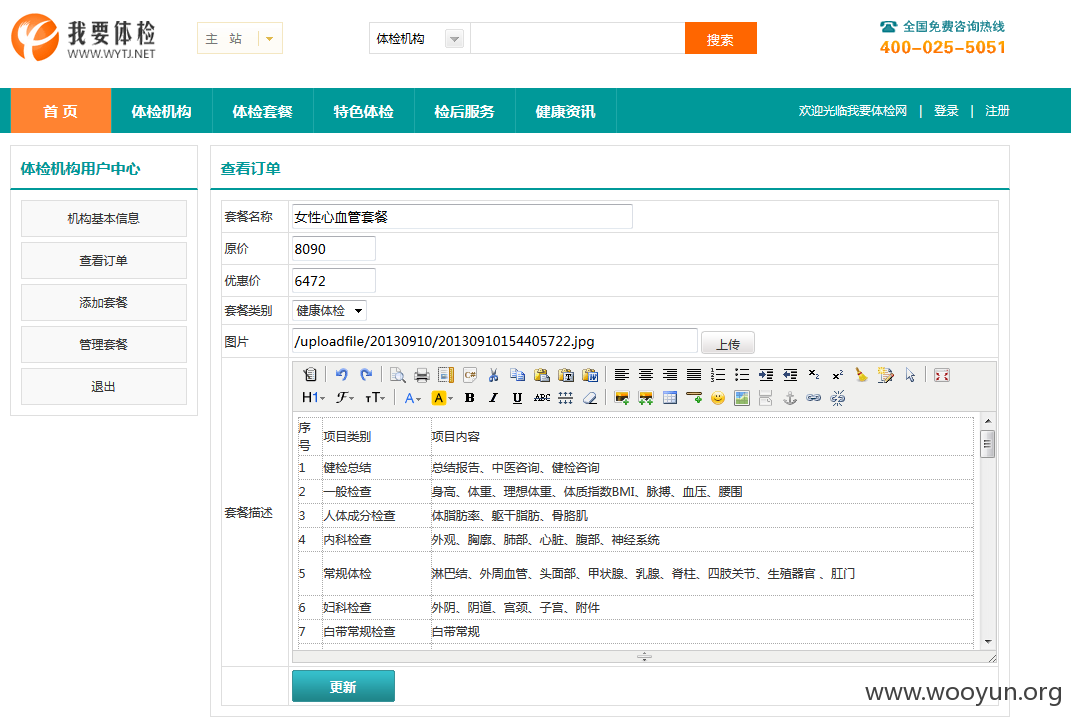 我要体检
WWW.WYTJ.NET
主 站
体检机构
搜索
全国免费咨询热线
400-025-5051
首 页
体检机构
体检套餐
特色体检
检后服务
健康资讯
欢迎光临我要体检网 | 登录 | 注册
体检机构用户中心
机构基本信息
查看订单
添加套餐
管理套餐
退出
查看订单
套餐名称 女性心血管套餐
原价 8090
优惠价 6472
套餐类别 健康体检
图片 /uploadfile/20130910/20130910154405722.jpg 上传
套餐描述
序号 项目类别 项目内容
1 健检总结 总结报告、中医咨询、健检咨询
2 一般检查 身高、体重、理想体重、体质指数BMI、脉搏、血压、腰围
3 人体成分检查 体脂肪率、躯干脂肪、骨骼肌
4 内科检查 外观、胸廓、肺部、心脏、腹部、神经系统
5 常规体检 淋巴结、外周血管、头面部、甲状腺、乳腺、脊柱、四肢关节、生殖器官 、肛门
6 妇科检查 外阴、阴道、宫颈、子宫、附件
7 白带常规检查 白带常规
更新
www.wooyun.org